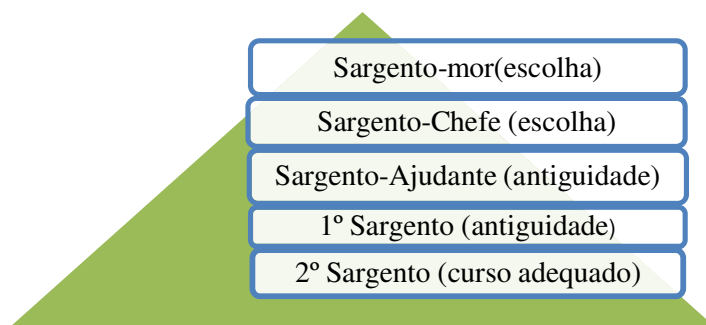 Sargento-mor(escolha)
Sargento-Chefe (escolha)
Sargento-Ajudante (antiguidade)
1º Sargento (antiguidade)
2º Sargento (curso adequado)